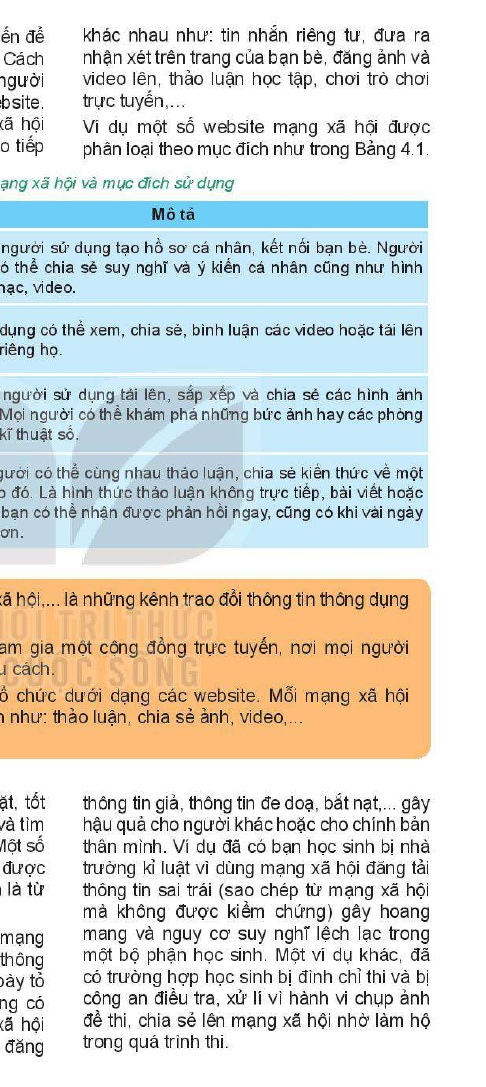 ến để
Cách
người
ebsite.
xã hội
o tiếp
khác nhau như: tin nhắn riêng tư, đưa ra
nhận xét trên trang của bạn bè, đăng ảnh và
video lên, thảo luận học tập, chơi trò chơi
trực tuyến,...
Ví dụ một số website mạng xã hội được
phân loại theo mục đích như trong Bảng 4.1.
ạng xã hội và mục đích sử dụng
Mô tả
người sử dụng tạo hồ sơ cá nhân, kết nối bạn bè. Người
ó thể chia sẻ suy nghĩ và ý kiến cá nhân cũng như hình
nhạc, video.
dụng có thể xem, chia sẻ, bình luận các video hoặc tải lên
riêng họ.
người sử dụng tải lên, sắp xếp và chia sẻ các hình ảnh
Mọi người có thể khám phá những bức ảnh hay các phòng
kĩ thuật số.
gười có thể cùng nhau thảo luận, chia sẻ kiến thức về một
o đó. Là hình thức thảo luận không trực tiếp, bài viết hoặc
bạn có thể nhận được phản hồi ngay, cũng có khi vài ngày
ơn.
xã hội,... là những kênh trao đổi thông tin thông dụng
ỐI TRI THỨC
am gia một cộng đồng trực tuyến, nơi mọi người
u cách.
CUỘC SỐNG
ổ chức dưới dạng các website. Mỗi mạng xã hội
h như: thảo luận, chia sẻ ảnh, video,...
ặt, tốt
và tìm
Một số
được
là từ
mạng
thông
bày tỏ
ng có
xã hội
đăng
thông tin giả, thông tin đe doạ, bắt nạt,... gây
hậu quả cho người khác hoặc cho chính bản
thân mình. Ví dụ đã có bạn học sinh bị nhà
trường kỉ luật vì dùng mạng xã hội đăng tải
thông tin sai trái (sao chép từ mạng xã hội
mà không được kiểm chứng) gây hoang
mang và nguy cơ suy nghĩ lệch lạc trong
một bộ phận học sinh. Một ví dụ khác, đã
có trường hợp học sinh bị đình chỉ thi và bị
công an điều tra, xử lí vì hành vi chụp ảnh
đề thi, chia sẻ lên mạng xã hội nhờ làm hộ
trong quá trình thi.